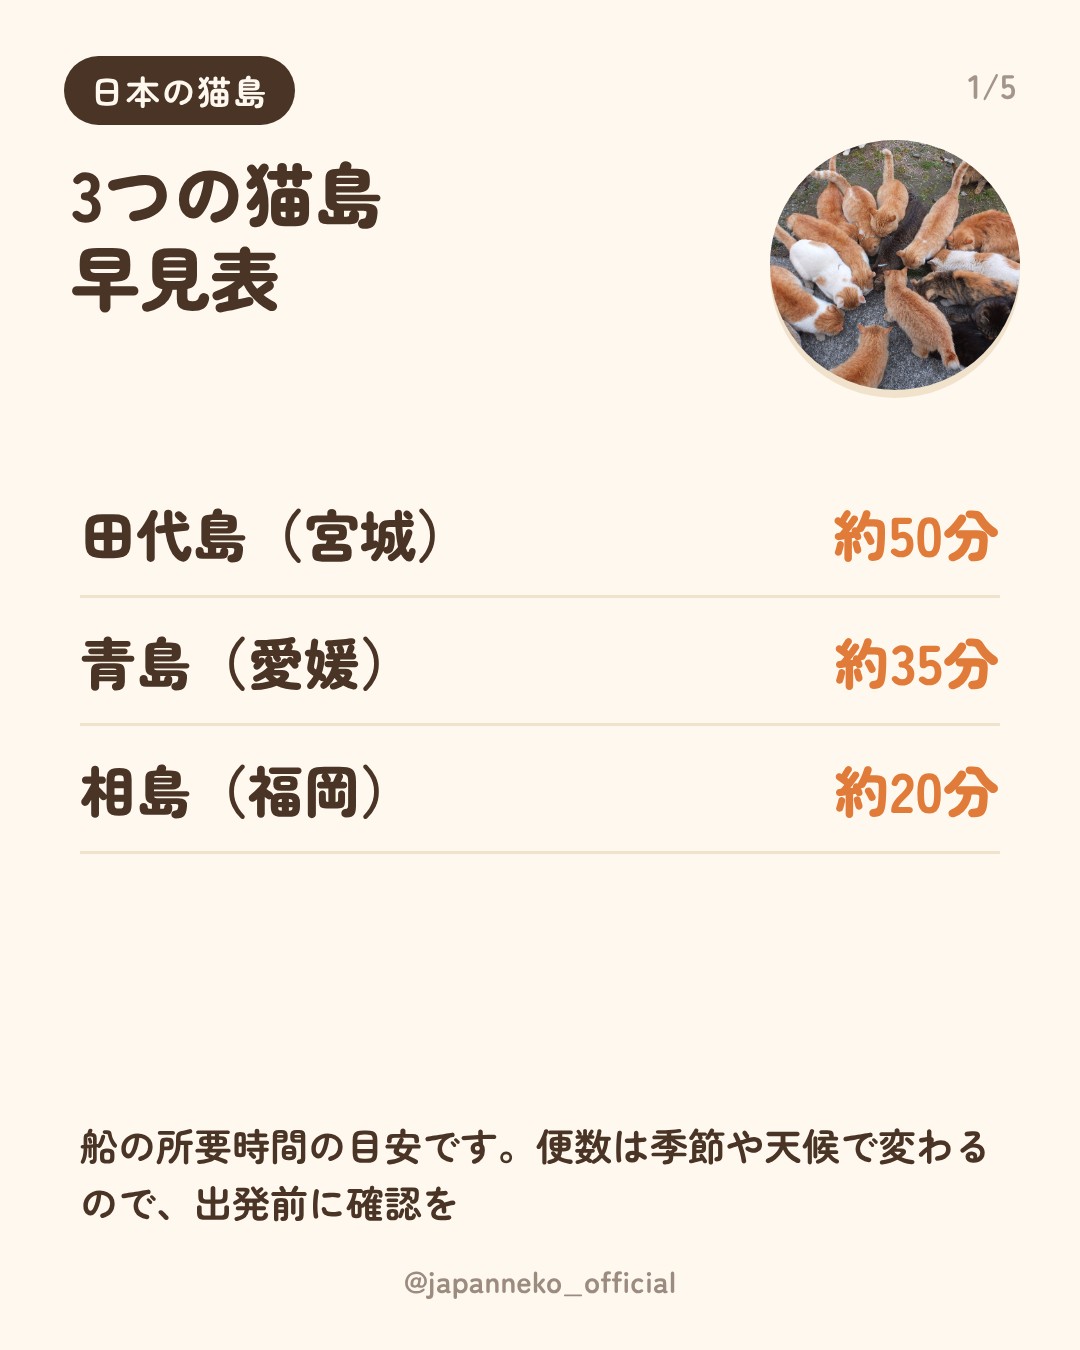 日本の猫島
1/5
3つの猫島
早見表
田代島（宮城） 約50分
青島（愛媛） 約35分
相島（福岡） 約20分
船の所要時間の目安です。便数は季節や天候で変わる
ので、出発前に確認を
@japanneko_official